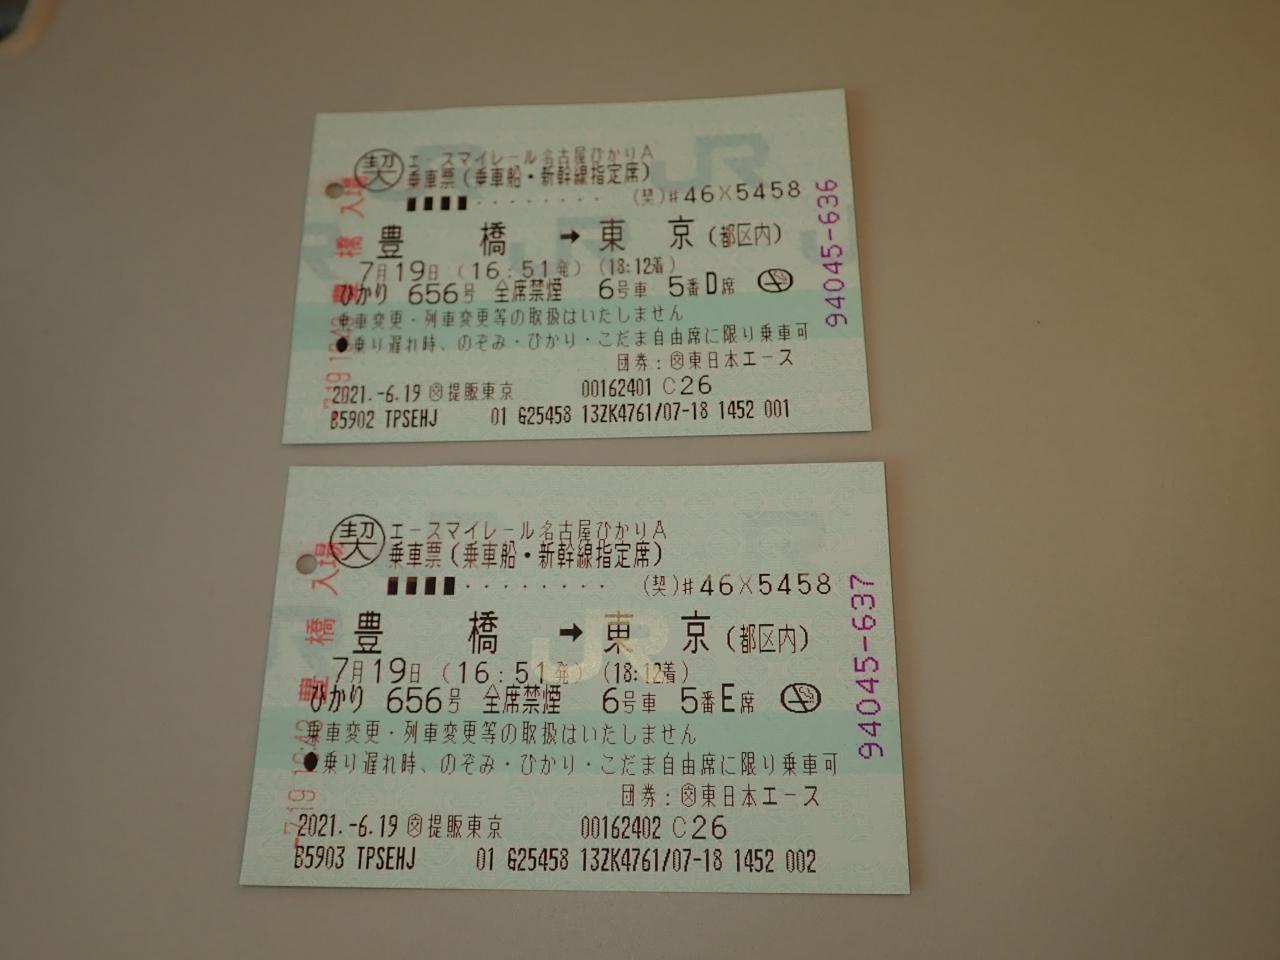 契 エースマイレール名古屋ひかりA
乗車票(乗車船・新幹線指定席)
(契)#46X5458
豊橋→東京(都区内)
7月19日(16:51発)(18:12着)
ひかり 656号 全席禁煙 6号車 5番D席
乗車変更・列車変更等の取扱はいたしません
●乗り遅れ時、のぞみ・ひかり・こだま自由席に限り乗車可
団券:㋐東日本エース
2021.-6.19 提販東京 00162401 C26
B5902 TPSEHJ 01 G25458 13ZK4761/07-18 1452 001
94045-636
豊橋 入場
契 エースマイレール名古屋ひかりA
乗車票(乗車船・新幹線指定席)
(契)#46X5458
豊橋→東京(都区内)
7月19日(16:51発)(18:12着)
ひかり 656号 全席禁煙 6号車 5番E席
乗車変更・列車変更等の取扱はいたしません
●乗り遅れ時、のぞみ・ひかり・こだま自由席に限り乗車可
団券:東日本エース
2021.-6.19 提販東京 00162402 C26
B5903 TPSEHJ 01 G25458 13ZK4761/07-18 1452 002
94045-637
豊橋 入場